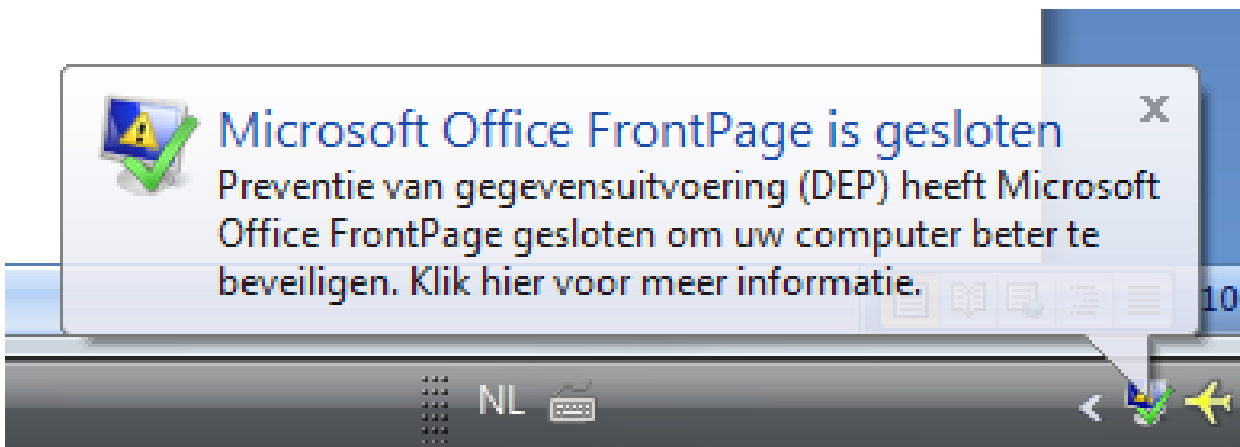 Microsoft Office FrontPage is gesloten
Preventie van gegevensuitvoering (DEP) heeft Microsoft
Office FrontPage gesloten om uw computer beter te
beveiligen. Klik hier voor meer informatie.
10
NL